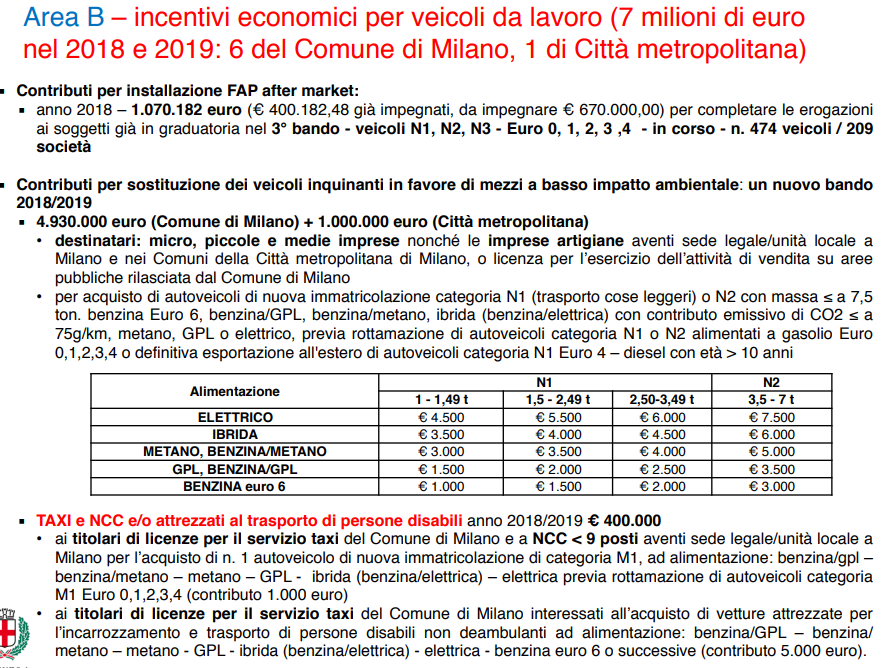 Area B – incentivi economici per veicoli da lavoro (7 milioni di euro
nel 2018 e 2019: 6 del Comune di Milano, 1 di Città metropolitana)
▪ Contributi per installazione FAP after market:
▪ anno 2018 – 1.070.182 euro (€ 400.182,48 già impegnati, da impegnare € 670.000,00) per completare le erogazioni
ai soggetti già in graduatoria nel 3° bando - veicoli N1, N2, N3 - Euro 0, 1, 2, 3 ,4 - in corso - n. 474 veicoli / 209
società
▪ Contributi per sostituzione dei veicoli inquinanti in favore di mezzi a basso impatto ambientale: un nuovo bando
2018/2019
▪ 4.930.000 euro (Comune di Milano) + 1.000.000 euro (Città metropolitana)
• destinatari: micro, piccole e medie imprese nonché le imprese artigiane aventi sede legale/unità locale a
Milano e nei Comuni della Città metropolitana di Milano, o licenza per l'esercizio dell'attività di vendita su aree
pubbliche rilasciata dal Comune di Milano
• per acquisto di autoveicoli di nuova immatricolazione categoria N1 (trasporto cose leggeri) o N2 con massa ≤ a 7,5
ton. benzina Euro 6, benzina/GPL, benzina/metano, ibrida (benzina/elettrica) con contributo emissivo di CO2 ≤ a
75g/km, metano, GPL o elettrico, previa rottamazione di autoveicoli categoria N1 o N2 alimentati a gasolio Euro
0,1,2,3,4 o definitiva esportazione all'estero di autoveicoli categoria N1 Euro 4 – diesel con età > 10 anni
Alimentazione N1 N2
1 - 1,49 t 1,5 - 2,49 t 2,50-3,49 t 3,5 - 7 t
ELETTRICO € 4.500 € 5.500 € 6.000 € 7.500
IBRIDA € 3.500 € 4.000 € 4.500 € 6.000
METANO, BENZINA/METANO € 3.000 € 3.500 € 4.000 € 5.000
GPL, BENZINA/GPL € 1.500 € 2.000 € 2.500 € 3.500
BENZINA euro 6 € 1.000 € 1.500 € 2.000 € 3.000
▪ TAXI e NCC e/o attrezzati al trasporto di persone disabili anno 2018/2019 € 400.000
• ai titolari di licenze per il servizio taxi del Comune di Milano e a NCC < 9 posti aventi sede legale/unità locale a
Milano per l'acquisto di n. 1 autoveicolo di nuova immatricolazione di categoria M1, ad alimentazione: benzina/gpl –
benzina/metano – metano – GPL - ibrida (benzina/elettrica) – elettrica previa rottamazione di autoveicoli categoria
M1 Euro 0,1,2,3,4 (contributo 1.000 euro)
• ai titolari di licenze per il servizio taxi del Comune di Milano interessati all'acquisto di vetture attrezzate per
l'incarrozzamento e trasporto di persone disabili non deambulanti ad alimentazione: benzina/GPL – benzina/
metano – metano - GPL - ibrida (benzina/elettrica) - elettrica - benzina euro 6 o successive (contributo 5.000 euro).